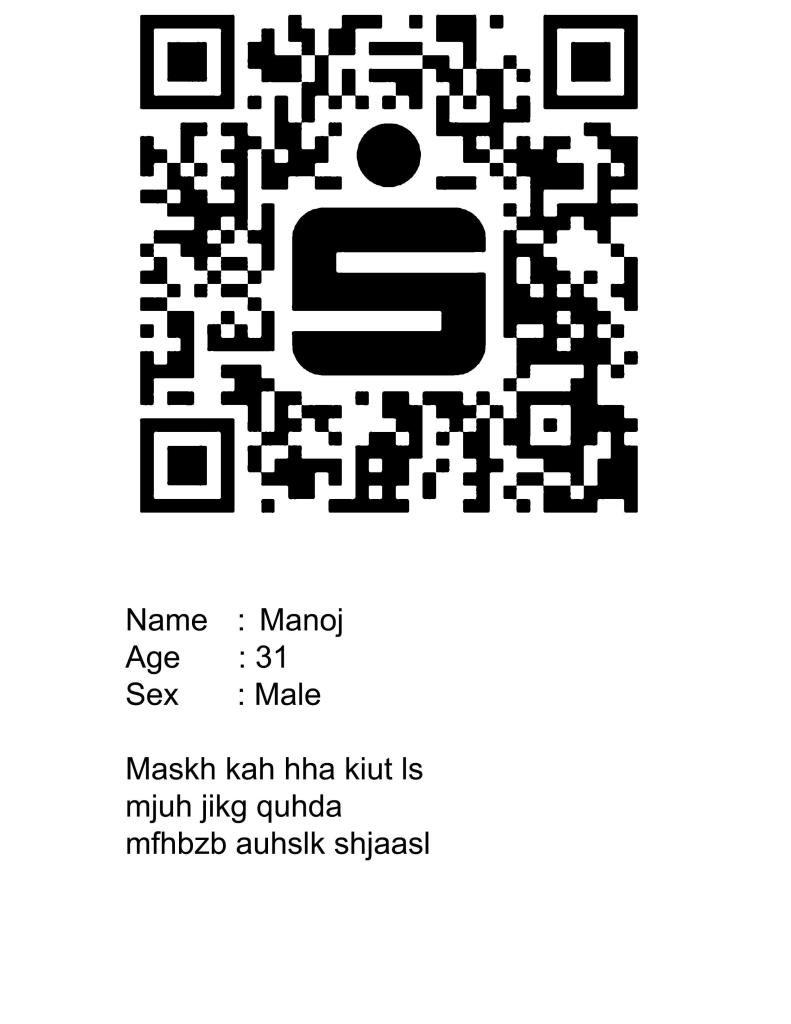 Name : Manoj
Age : 31
Sex : Male
Maskh kah hha kiut ls
mjuh jikg quhda
mfhbzb auhslk shjaasl